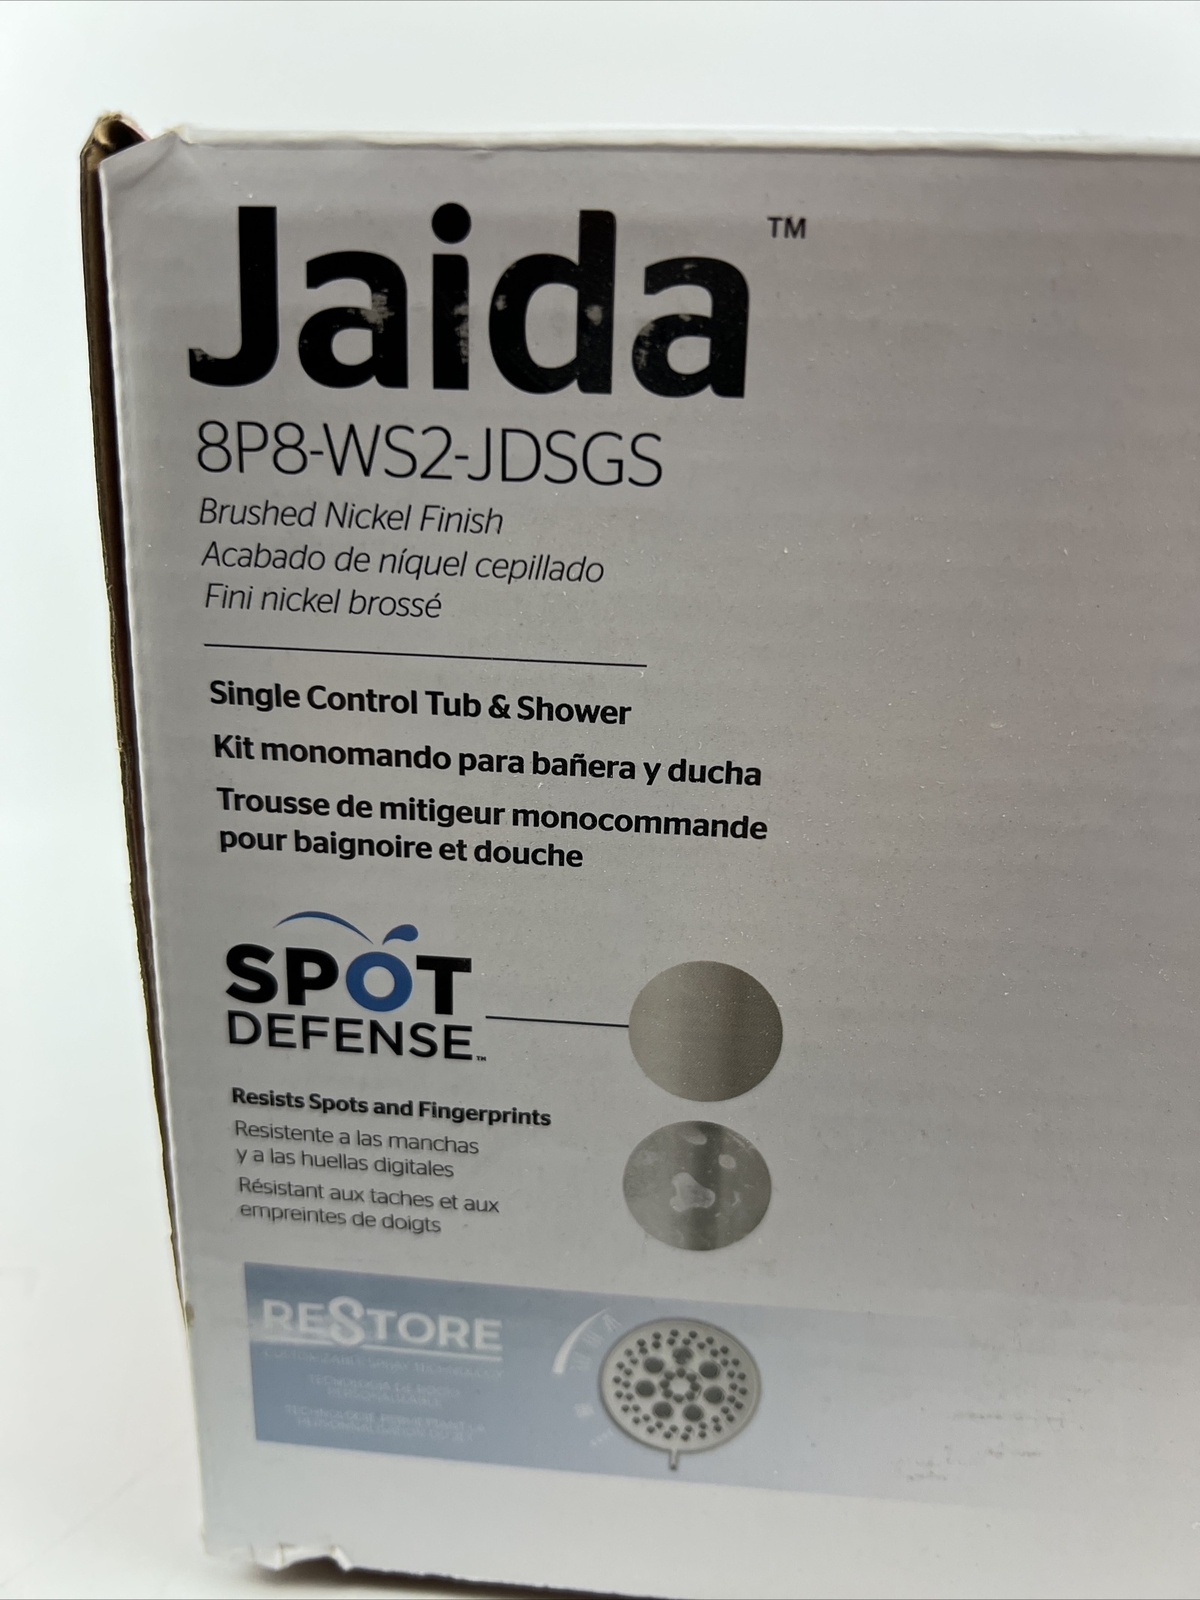 Jaida™
8P8-WS2-JDSGS
Brushed Nickel Finish
Acabado de níquel cepillado
Fini nickel brossé
Single Control Tub & Shower
Kit monomando para bañera y ducha
Trousse de mitigeur monocommande
pour baignoire et douche
SPOT
DEFENSE™
Resists Spots and Fingerprints
Resistente a las manchas
y a las huellas digitales
Résistant aux taches et aux
empreintes de doigts
RESTORE